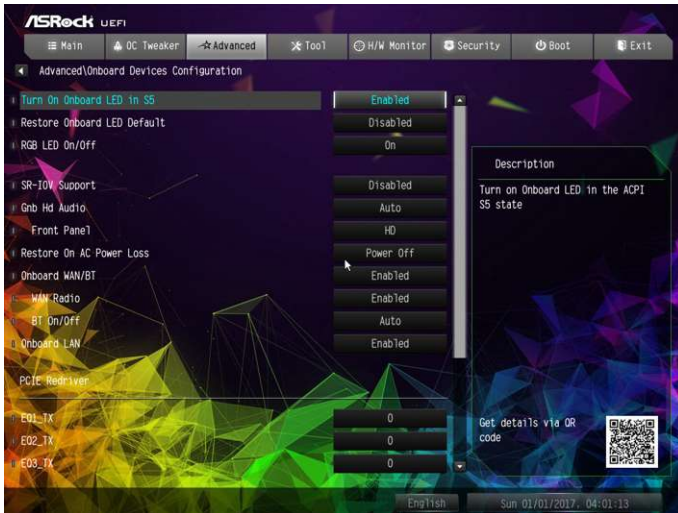 ASRock UEFI
Main OC Tweaker Advanced Tool H/W Monitor Security Boot Exit
Advanced\Onboard Devices Configuration
Turn On Onboard LED in S5 Enabled
Restore Onboard LED Default Disabled
RGB LED On/Off On
Description
SR-IOV Support Disabled
Turn on Onboard LED in the ACPI
S5 state
Gnb Hd Audio Auto
Front Panel HD
Restore On AC Power Loss Power Off
Onboard WAN/BT Enabled
WAN Radio Enabled
BT On/Off Auto
Onboard LAN Enabled
PCIE Redriver
EQ1_TX 0
EQ2_TX 0
EQ3_TX 0
Get details via QR
code
English Sun 01/01/2017. 04:01:13